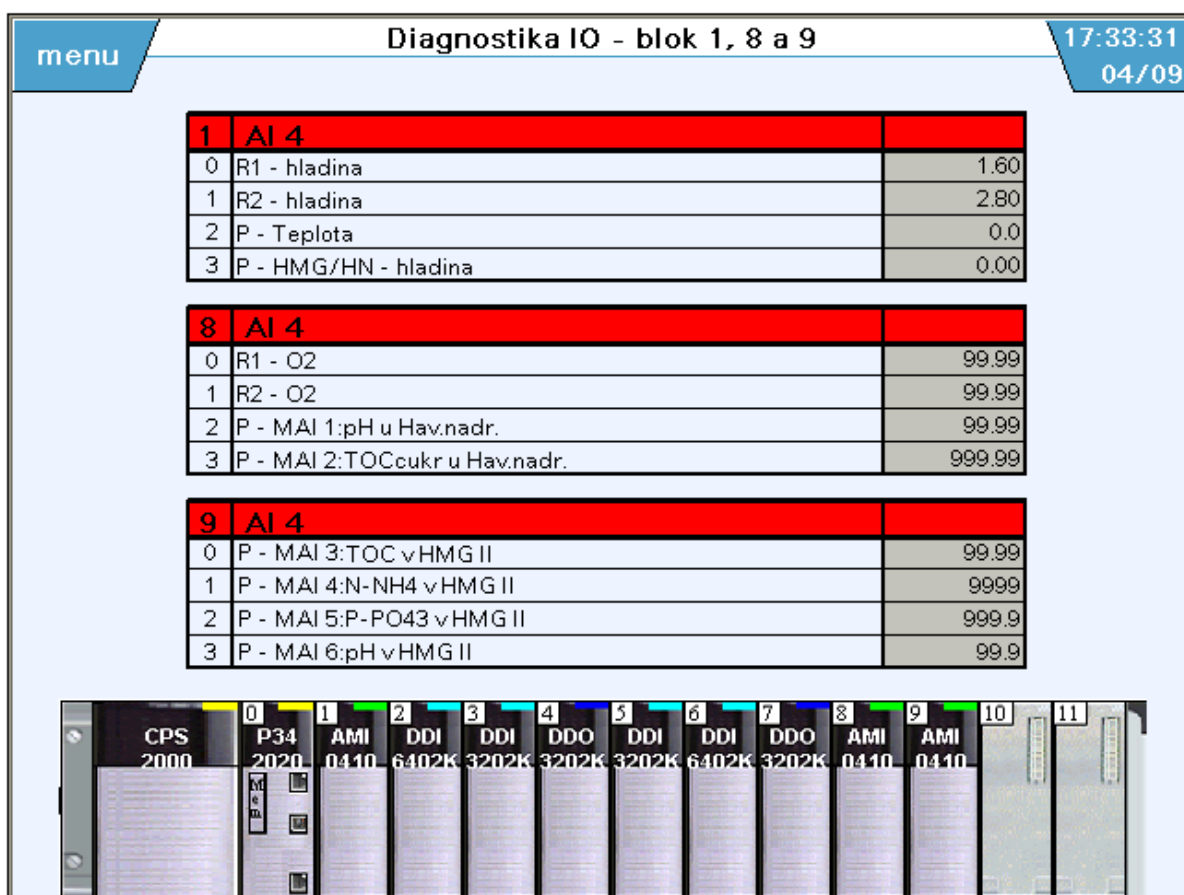 menu
Diagnostika IO - blok 1, 8 a 9
17:33:31
04/09
1 AI 4
0 R1 - hladina 1.60
1 R2 - hladina 2.80
2 P - Teplota 0.0
3 P - HMG/HN - hladina 0.00
8 AI 4
0 R1 - O2 99.99
1 R2 - O2 99.99
2 P - MAI 1:pH u Hav.nadr. 99.99
3 P - MAI 2:TOCcukr u Hav.nadr. 999.99
9 AI 4
0 P - MAI 3:TOC v HMG II 99.99
1 P - MAI 4:N-NH4 v HMG II 9999
2 P - MAI 5:P-PO43 v HMG II 999.9
3 P - MAI 6:pH v HMG II 99.9
0 1 2 3 4 5 6 7 8 9 10 11
CPS P34 AMI DDI DDI DDO DDI DDI DDO AMI AMI
2000 2020 0410 6402K 3202K 3202K 3202K 6402K 3202K 0410 0410
Mem